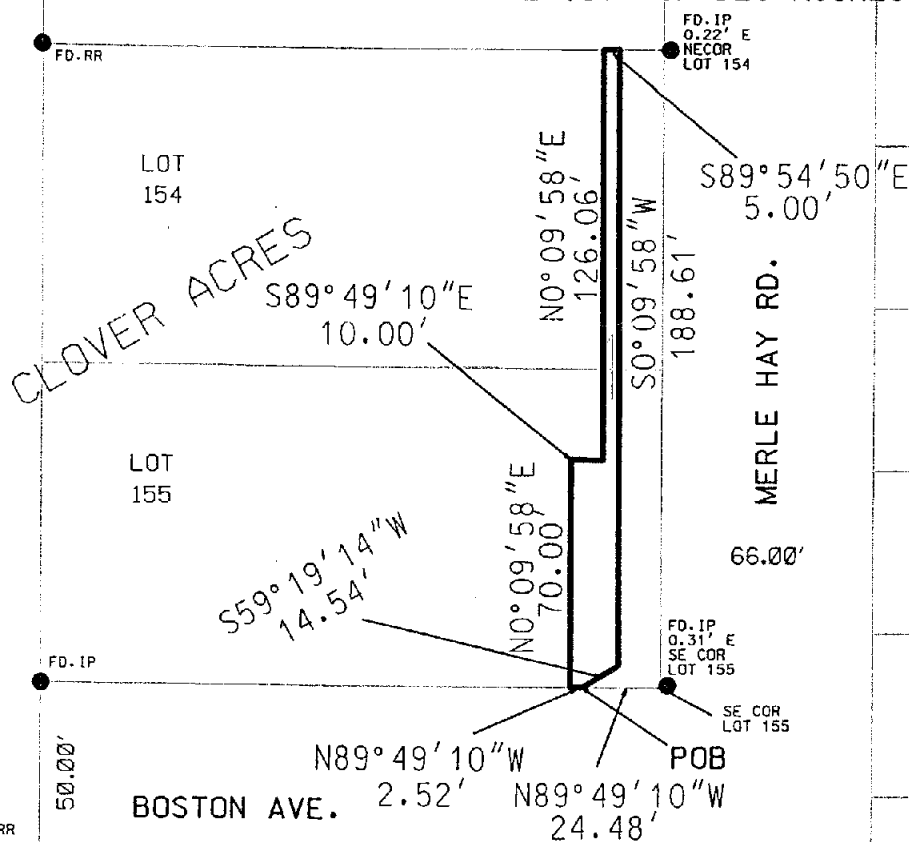 FD.RR
FD.IP
0.22' E
NECOR
LOT 154
LOT
154
N0°09'58"E
126.06'
S89°54'50"E
5.00'
S0°09'58"W
188.61'
CLOVER ACRES
S89°49'10"E
10.00'
MERLE HAY RD.
LOT
155
N0°09'58"E
70.00'
66.00'
S59°19'14"W
14.54'
FD.IP
0.31' E
SE COR
LOT 155
FD.IP
SE COR
LOT 155
N89°49'10"W
2.52'
POB
50.00'
BOSTON AVE.
N89°49'10"W
24.48'
RR